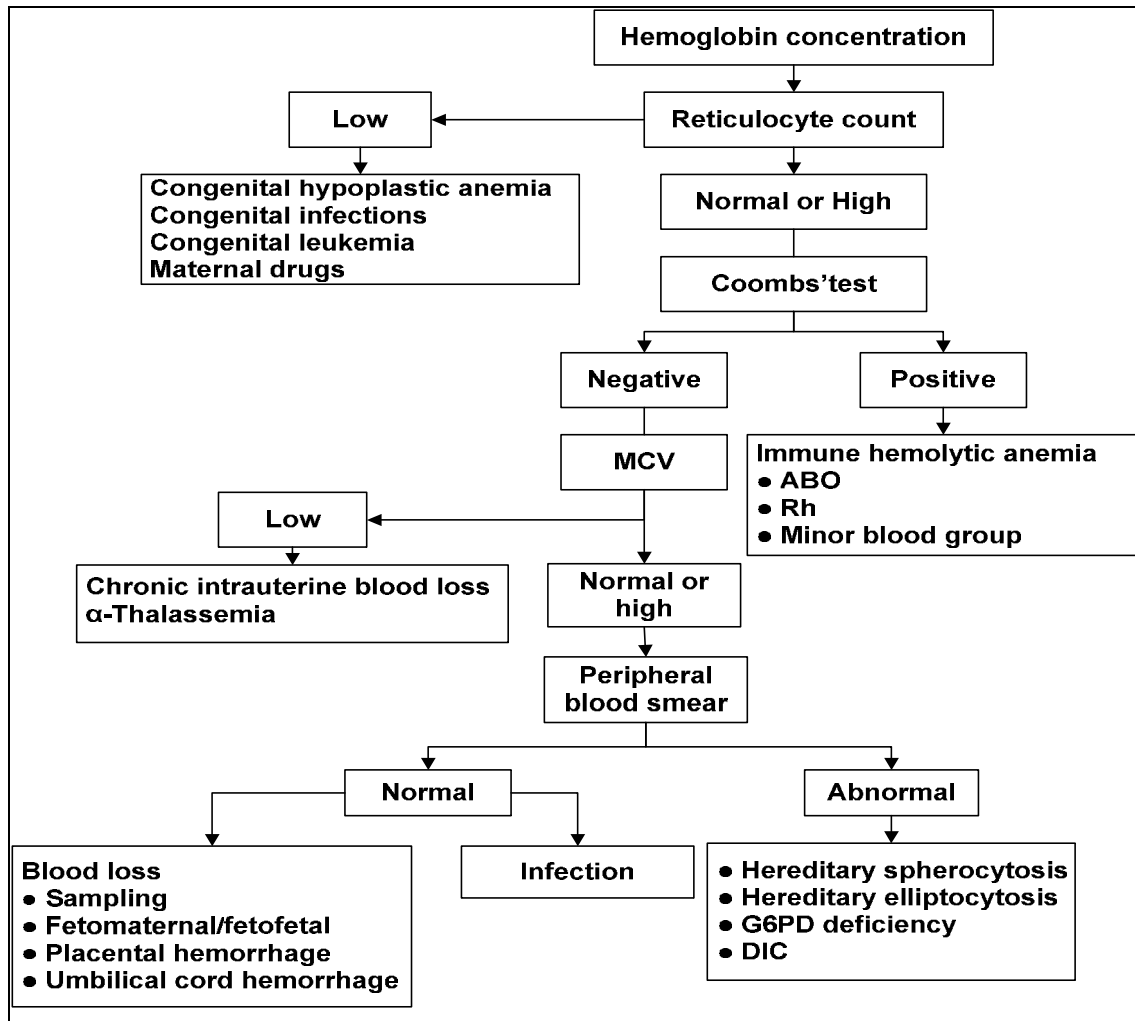 Hemoglobin concentration
Low
Reticulocyte count
Congenital hypoplastic anemia
Congenital infections
Congenital leukemia
Maternal drugs
Normal or High
Coombs’test
Negative
Positive
MCV
Immune hemolytic anemia
● ABO
● Rh
● Minor blood group
Low
Chronic intrauterine blood loss
α-Thalassemia
Normal or
high
Peripheral
blood smear
Normal
Abnormal
Blood loss
● Sampling
● Fetomaternal/fetofetal
● Placental hemorrhage
● Umbilical cord hemorrhage
Infection
● Hereditary spherocytosis
● Hereditary elliptocytosis
● G6PD deficiency
● DIC